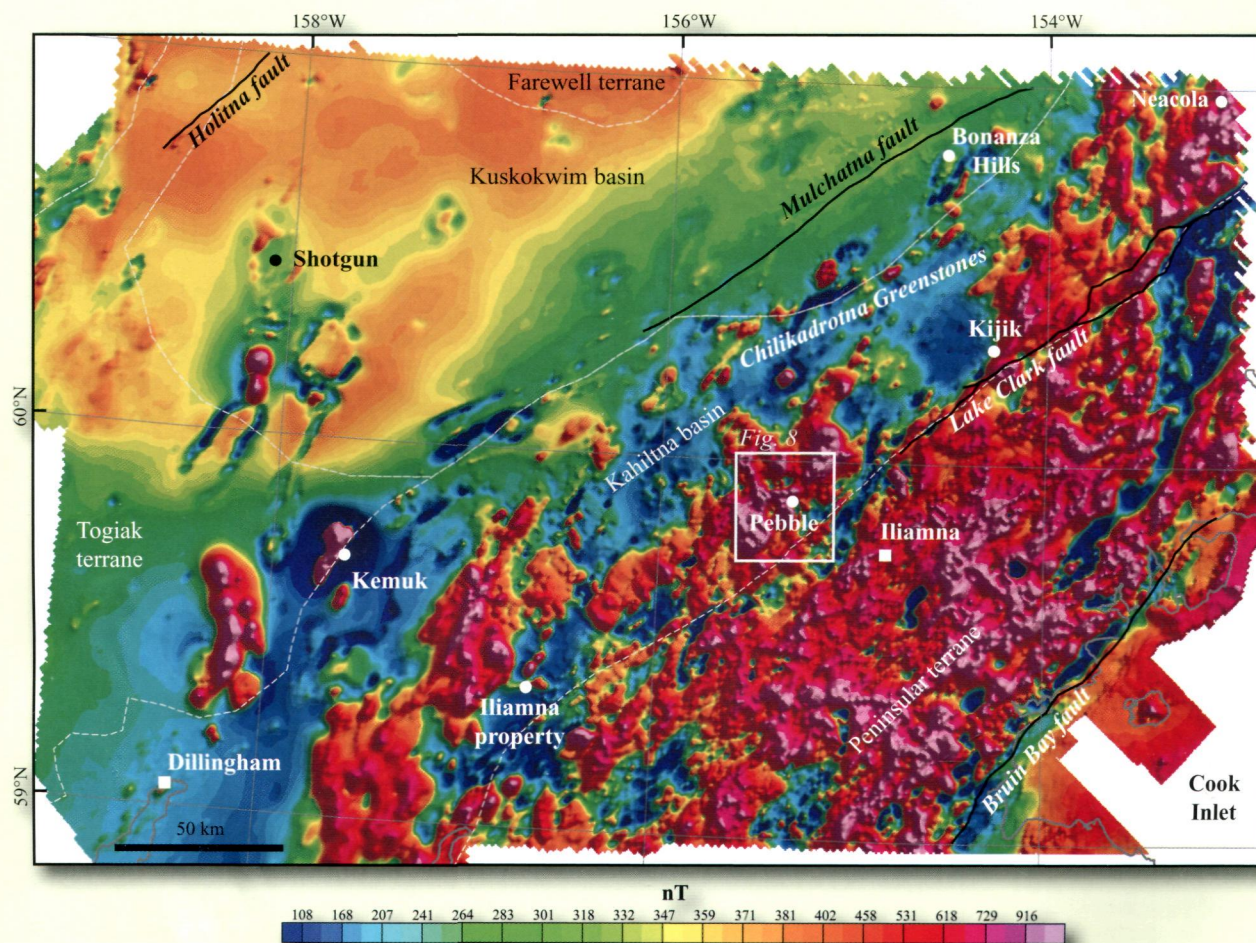 158°W
156°W
154°W
Holitna fault
Farewell terrane
Neacola
Bonanza
Hills
Mulchatna fault
Kuskokwim basin
Shotgun
Chilikadrotna Greenstones
Kijik
Lake Clark fault
60°N
Kahiltna basin
Fig. 8
Pebble
Iliamna
Togiak
terrane
Kemuk
Peninsular terrane
Iliamna
property
Bruin Bay fault
Dillingham
59°N
Cook
Inlet
50 km
nT
108 168 207 241 264 283 301 318 332 347 359 371 381 402 458 531 618 729 916